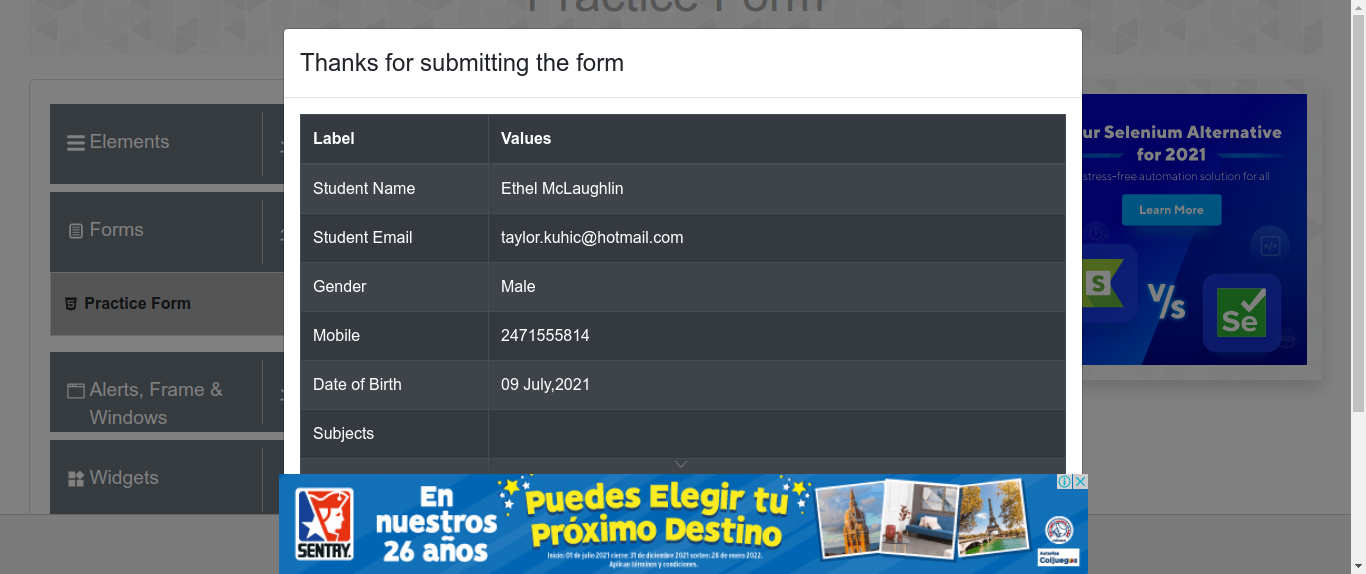 Practice Form
Thanks for submitting the form
Elements
Forms
Practice Form
Alerts, Frame &
Windows
Widgets
Label Values
Student Name Ethel McLaughlin
Student Email taylor.kuhic@hotmail.com
Gender Male
Mobile 2471555814
Date of Birth 09 July,2021
Subjects
ur Selenium Alternative
for 2021
stress-free automation solution for all
Learn More
S
V/s
Se
SENTRY.
En
nuestros
26 años
Puedes Elegir tu
Próximo Destino
Inicio: 01 de julio 2021 cierre: 31 de diciembre 2021 sorteo: 28 de enero 2022.
Aplican términos y condiciones.
Autoriza
Coljuegos